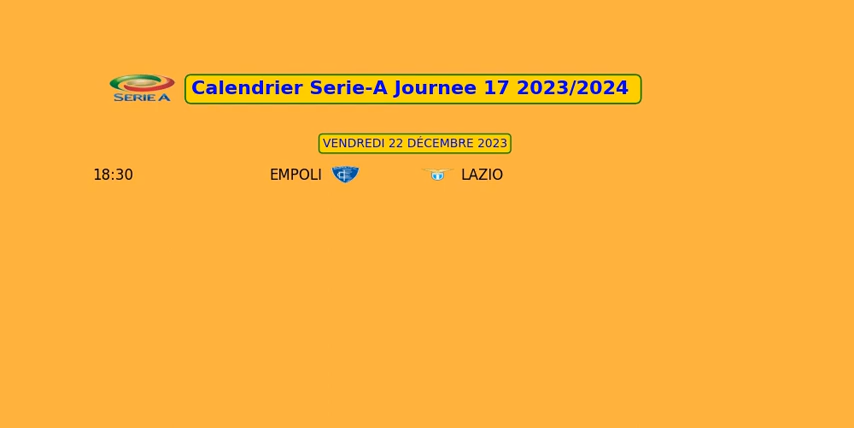 SERIE A
Calendrier Serie-A Journee 17 2023/2024
VENDREDI 22 DÉCEMBRE 2023
18:30 EMPOLI LAZIO